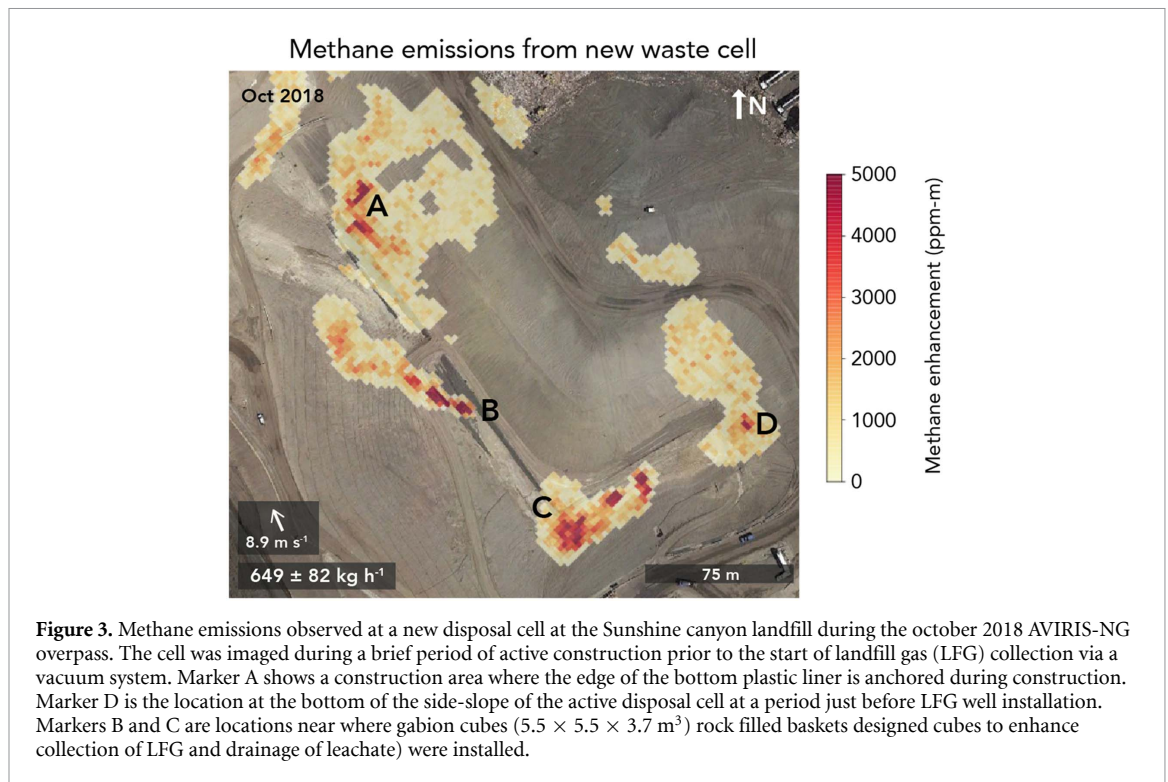 Methane emissions from new waste cell
Oct 2018
N
A
B
C
D
8.9 m s⁻¹
649 ± 82 kg h⁻¹
75 m
5000
4000
3000
2000
1000
0
Methane enhancement (ppm-m)
Figure 3. Methane emissions observed at a new disposal cell at the Sunshine canyon landfill during the october 2018 AVIRIS-NG
overpass. The cell was imaged during a brief period of active construction prior to the start of landfill gas (LFG) collection via a
vacuum system. Marker A shows a construction area where the edge of the bottom plastic liner is anchored during construction.
Marker D is the location at the bottom of the side-slope of the active disposal cell at a period just before LFG well installation.
Markers B and C are locations near where gabion cubes (5.5 × 5.5 × 3.7 m³) rock filled baskets designed cubes to enhance
collection of LFG and drainage of leachate) were installed.